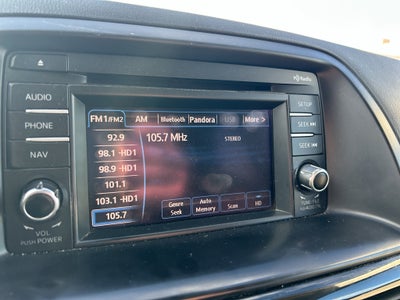 HD Radio
AUDIO
PHONE
NAV
VOL
PUSH POWER
FM1/FM2 AM Bluetooth Pandora USB More >
92.9
98.1 -HD1
98.9 -HD1
101.1
103.1 -HD1
105.7
105.7 MHz STEREO
Genre Seek
Auto Memory
Scan
HD
SETUP
SEEK
SEEK